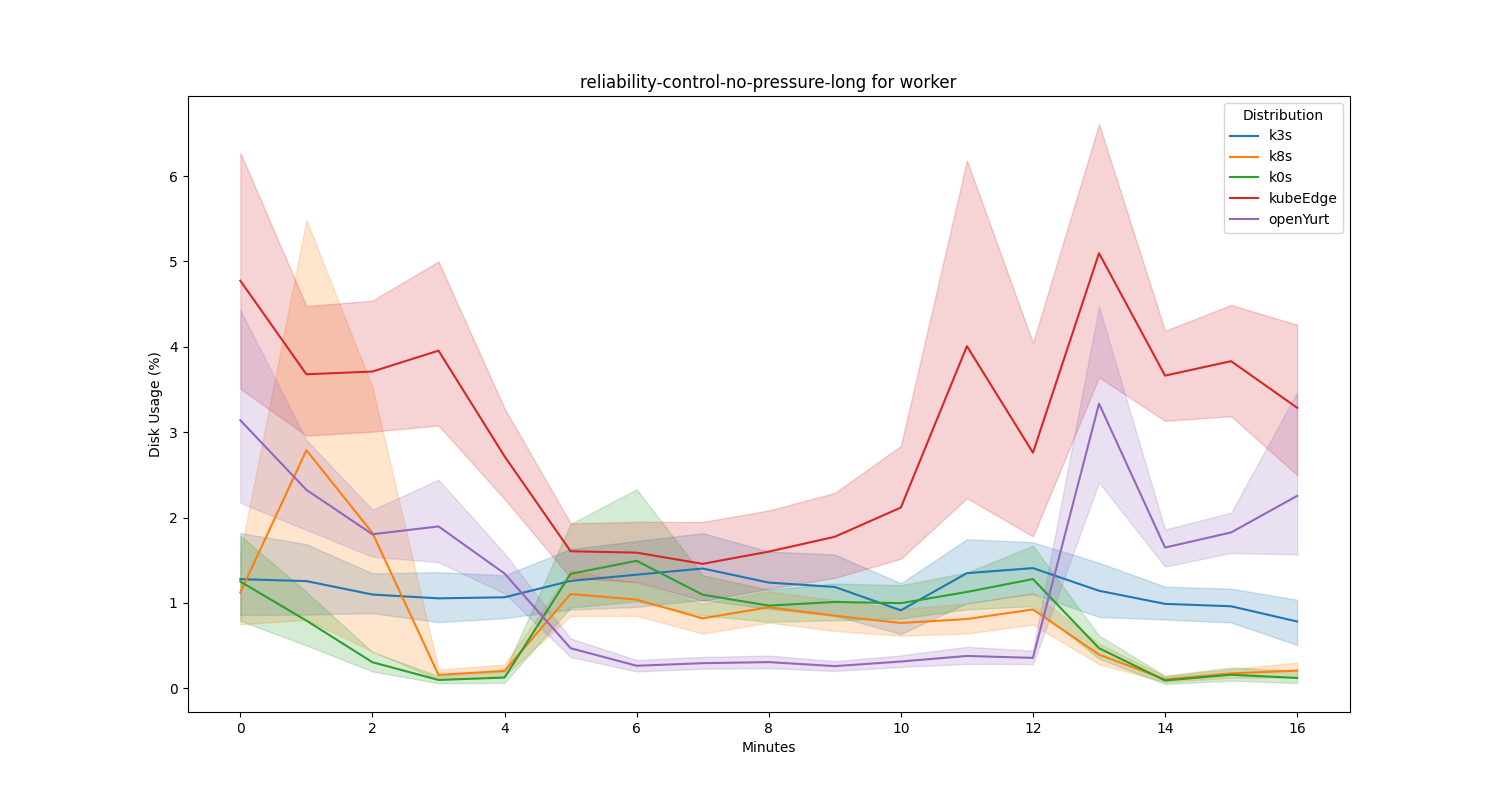 reliability-control-no-pressure-long for worker
Distribution
k3s
k8s
k0s
kubeEdge
openYurt
Disk Usage (%)
6
5
4
3
2
1
0
0 2 4 6 8 10 12 14 16
Minutes